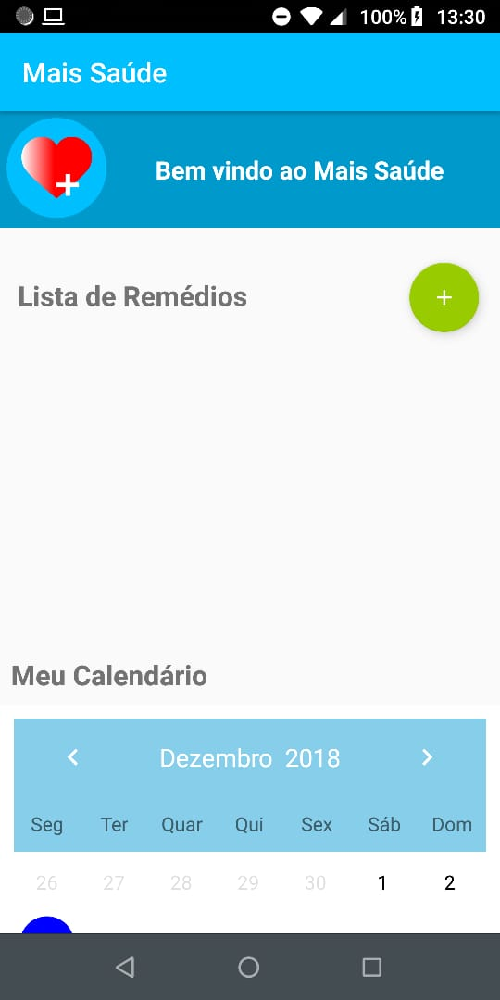 100% 13:30
Mais Saúde
Bem vindo ao Mais Saúde
Lista de Remédios
+
Meu Calendário
Dezembro 2018
Seg Ter Quar Qui Sex Sáb Dom
26 27 28 29 30 1 2